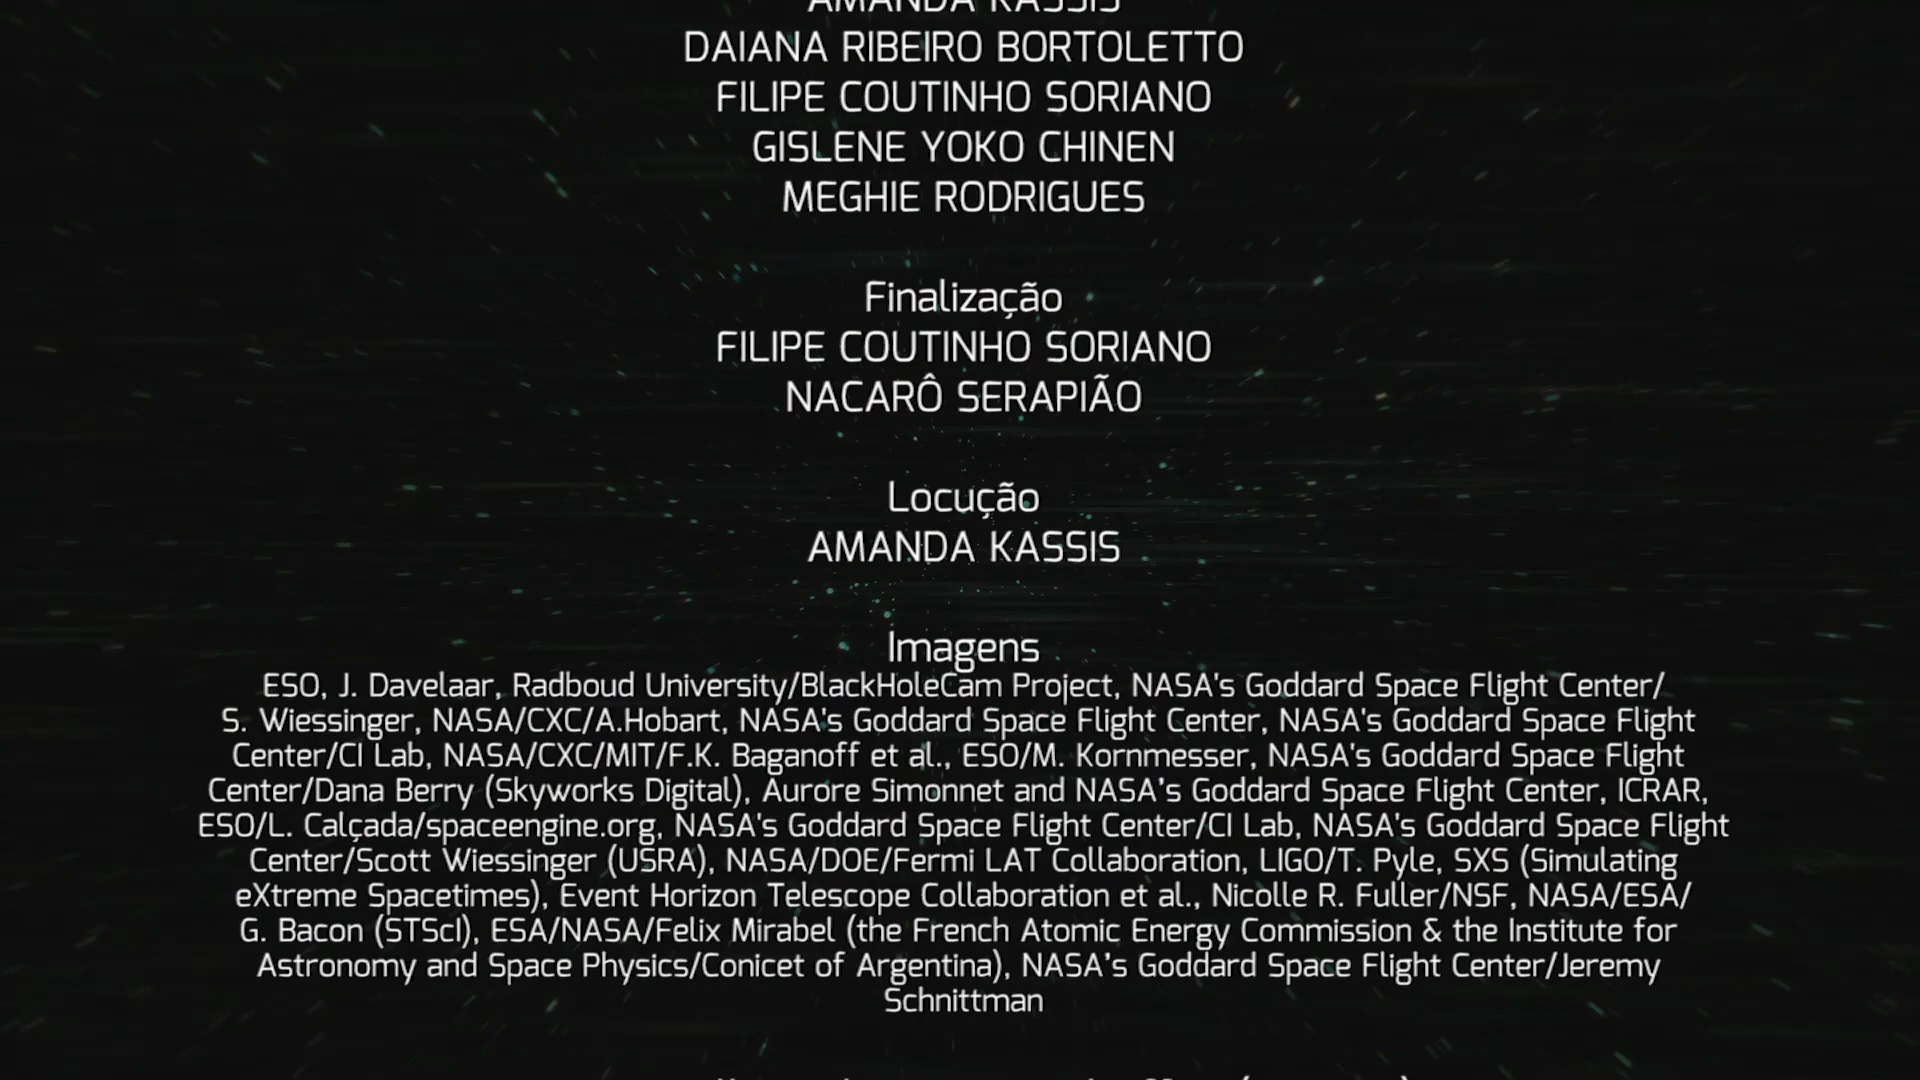 AMANDA KASSIS
DAIANA RIBEIRO BORTOLETTO
FILIPE COUTINHO SORIANO
GISLENE YOKO CHINEN
MEGHIE RODRIGUES
Finalização
FILIPE COUTINHO SORIANO
NACARÔ SERAPIÃO
Locução
AMANDA KASSIS
Imagens
ESO, J. Davelaar, Radboud University/BlackHoleCam Project, NASA's Goddard Space Flight Center/
S. Wiessinger, NASA/CXC/A.Hobart, NASA's Goddard Space Flight Center, NASA's Goddard Space Flight
Center/CI Lab, NASA/CXC/MIT/F.K. Baganoff et al., ESO/M. Kornmesser, NASA's Goddard Space Flight
Center/Dana Berry (Skyworks Digital), Aurore Simonnet and NASA’s Goddard Space Flight Center, ICRAR,
ESO/L. Calçada/spaceengine.org, NASA's Goddard Space Flight Center/CI Lab, NASA's Goddard Space Flight
Center/Scott Wiessinger (USRA), NASA/DOE/Fermi LAT Collaboration, LIGO/T. Pyle, SXS (Simulating
eXtreme Spacetimes), Event Horizon Telescope Collaboration et al., Nicolle R. Fuller/NSF, NASA/ESA/
G. Bacon (STScI), ESA/NASA/Felix Mirabel (the French Atomic Energy Commission & the Institute for
Astronomy and Space Physics/Conicet of Argentina), NASA’s Goddard Space Flight Center/Jeremy
Schnittman